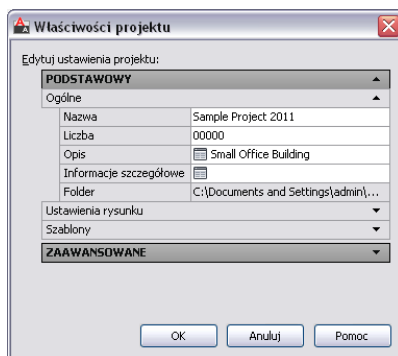 Właściwości projektu
Edytuj ustawienia projektu:
PODSTAWOWY
Ogólne
Nazwa Sample Project 2011
Liczba 00000
Opis Small Office Building
Informacje szczegółowe
Folder C:\Documents and Settings\admin\...
Ustawienia rysunku
Szablony
ZAAWANSOWANE
OK Anuluj Pomoc